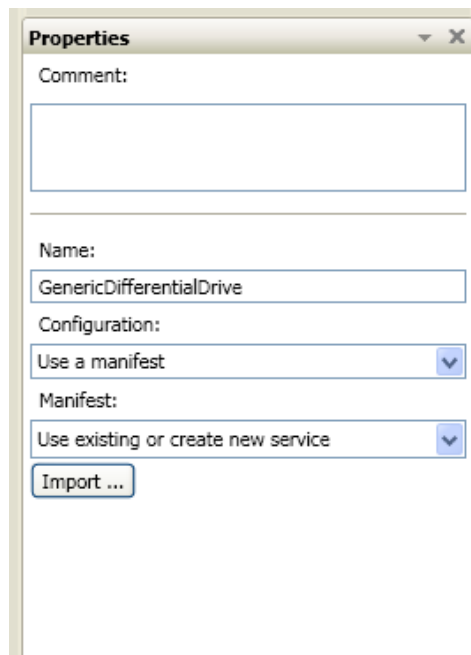 Properties
Comment:
Name:
GenericDifferentialDrive
Configuration:
Use a manifest
Manifest:
Use existing or create new service
Import ...